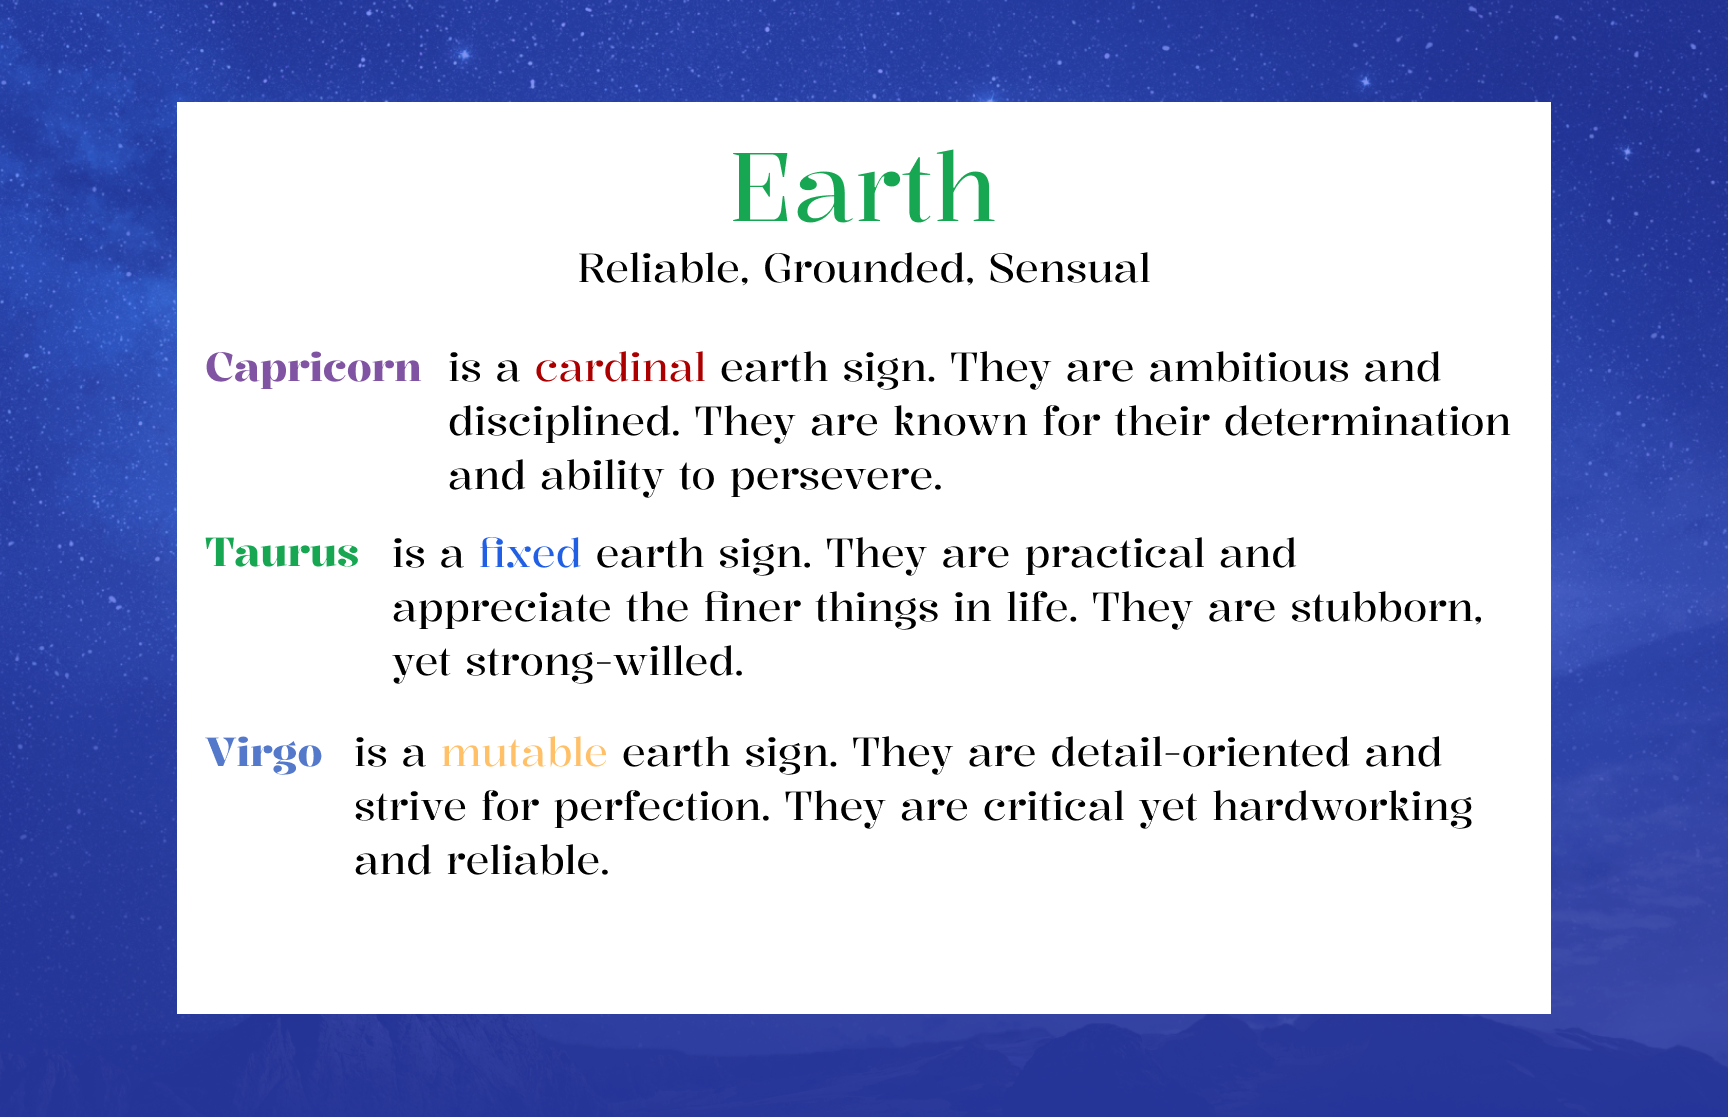 Earth
Reliable, Grounded, Sensual
Capricorn is a cardinal earth sign. They are ambitious and
disciplined. They are known for their determination
and ability to persevere.
Taurus is a fixed earth sign. They are practical and
appreciate the finer things in life. They are stubborn,
yet strong-willed.
Virgo is a mutable earth sign. They are detail-oriented and
strive for perfection. They are critical yet hardworking
and reliable.